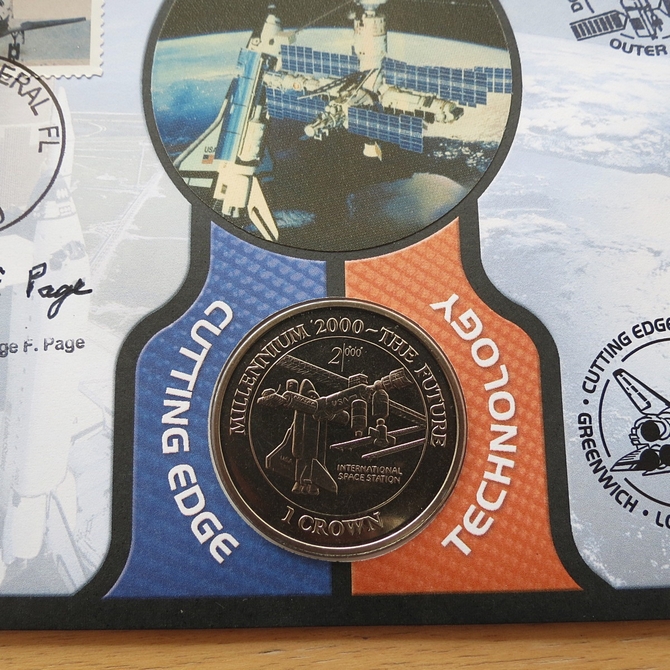 OUTER
ERAL FL
USA
Page
ge F. Page
CUTTING EDGE
TECHNOLOGY
MILLENNIUM 2000~THE FUTURE
2000
USA
INTERNATIONAL
SPACE STATION
1 CROWN
· CUTTING EDGE
GREENWICH · LO